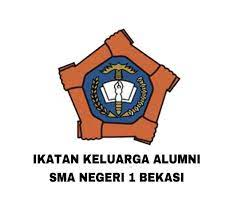 IKATAN KELUARGA ALUMNI
SMA NEGERI 1 BEKASI